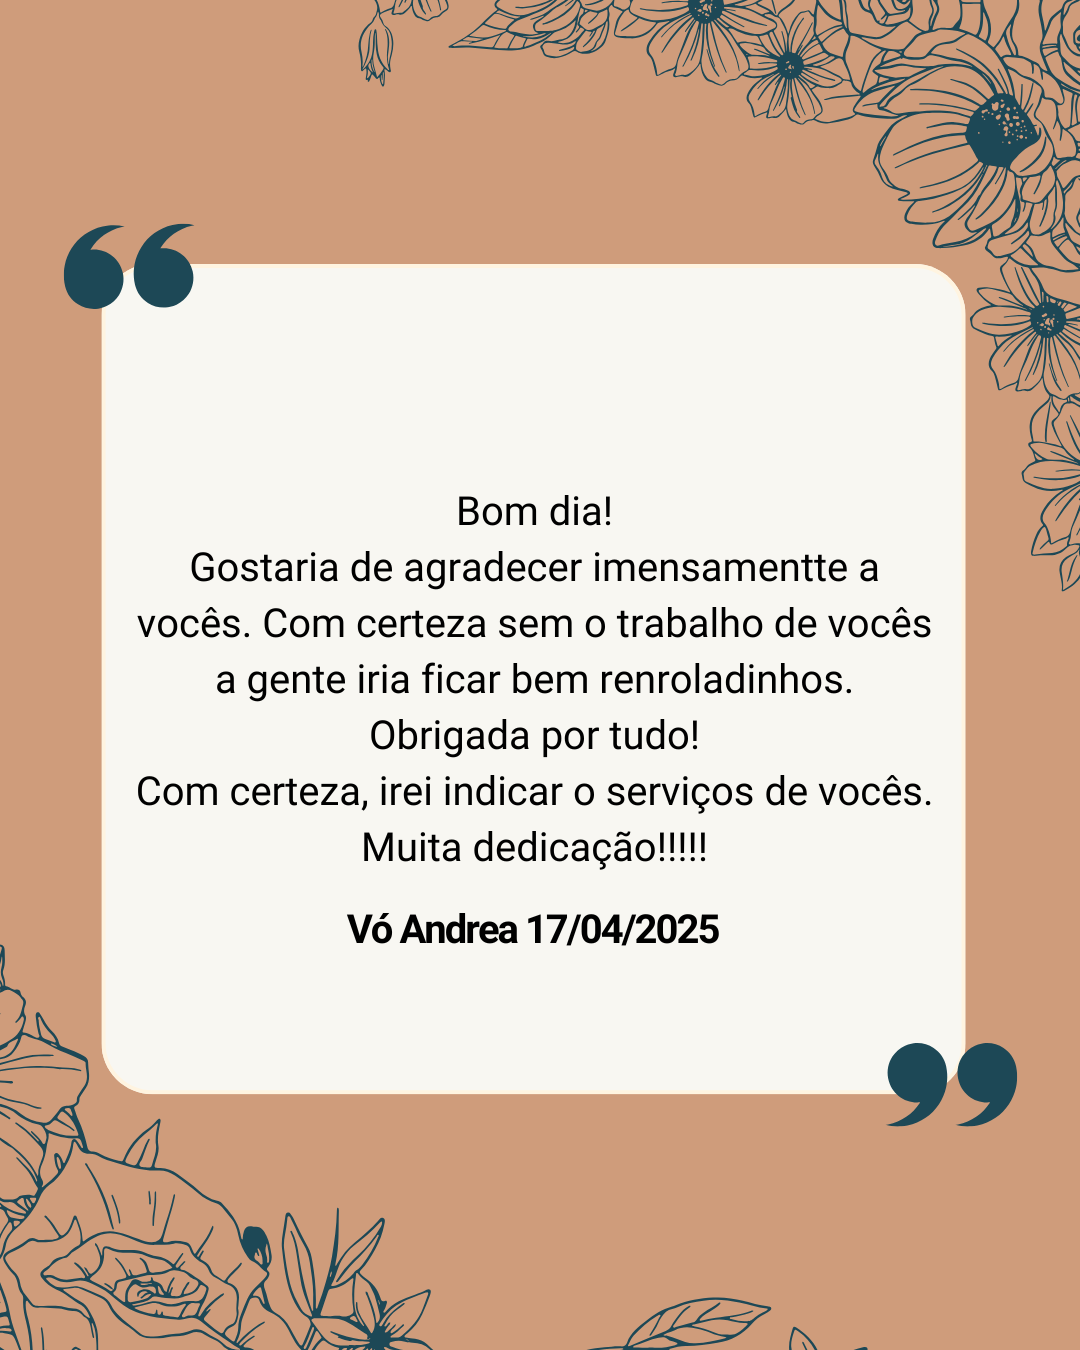 “
Bom dia!
Gostaria de agradecer imensamentte a
vocês. Com certeza sem o trabalho de vocês
a gente iria ficar bem renroladinhos.
Obrigada por tudo!
Com certeza, irei indicar o serviços de vocês.
Muita dedicação!!!!!
Vó Andrea 17/04/2025
”